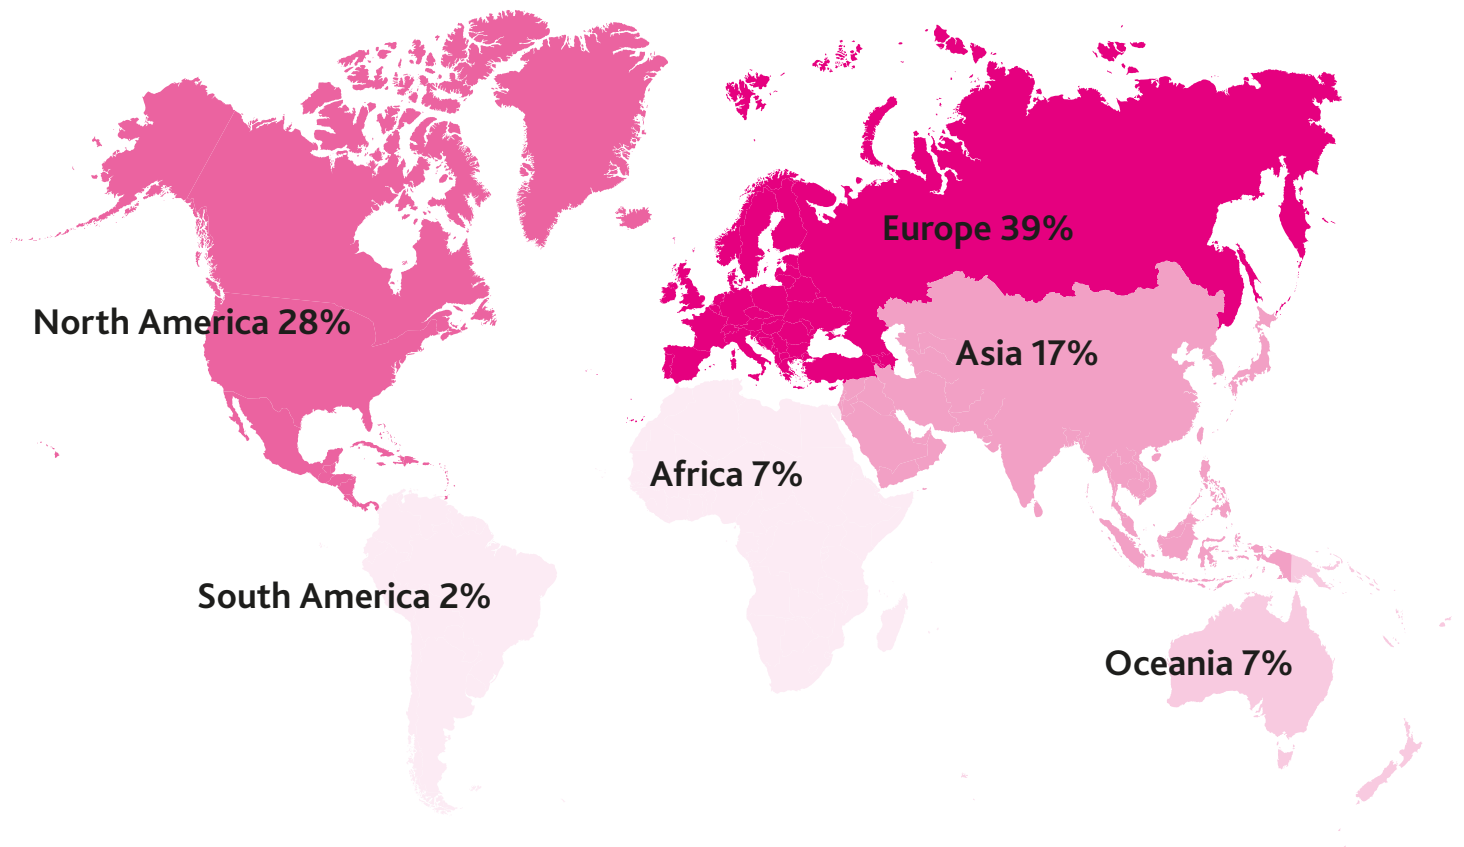 Europe 39%
North America 28%
Asia 17%
Africa 7%
South America 2%
Oceania 7%